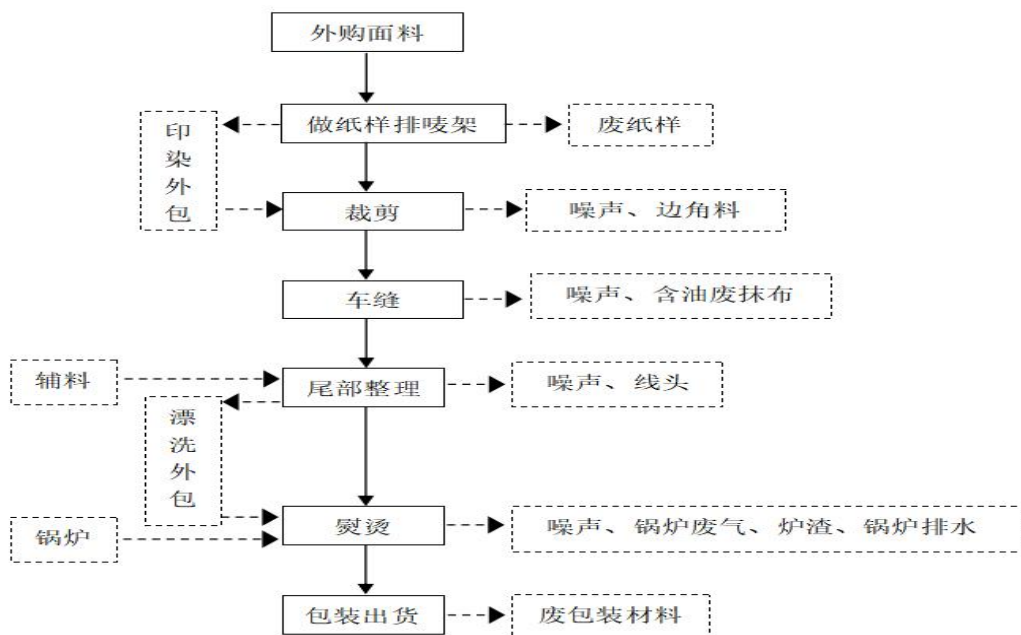 外购面料
做纸样排唛架
废纸样
印染外包
裁剪
噪声、边角料
车缝
噪声、含油废抹布
辅料
尾部整理
噪声、线头
漂洗外包
锅炉
熨烫
噪声、锅炉废气、炉渣、锅炉排水
包装出货
废包装材料